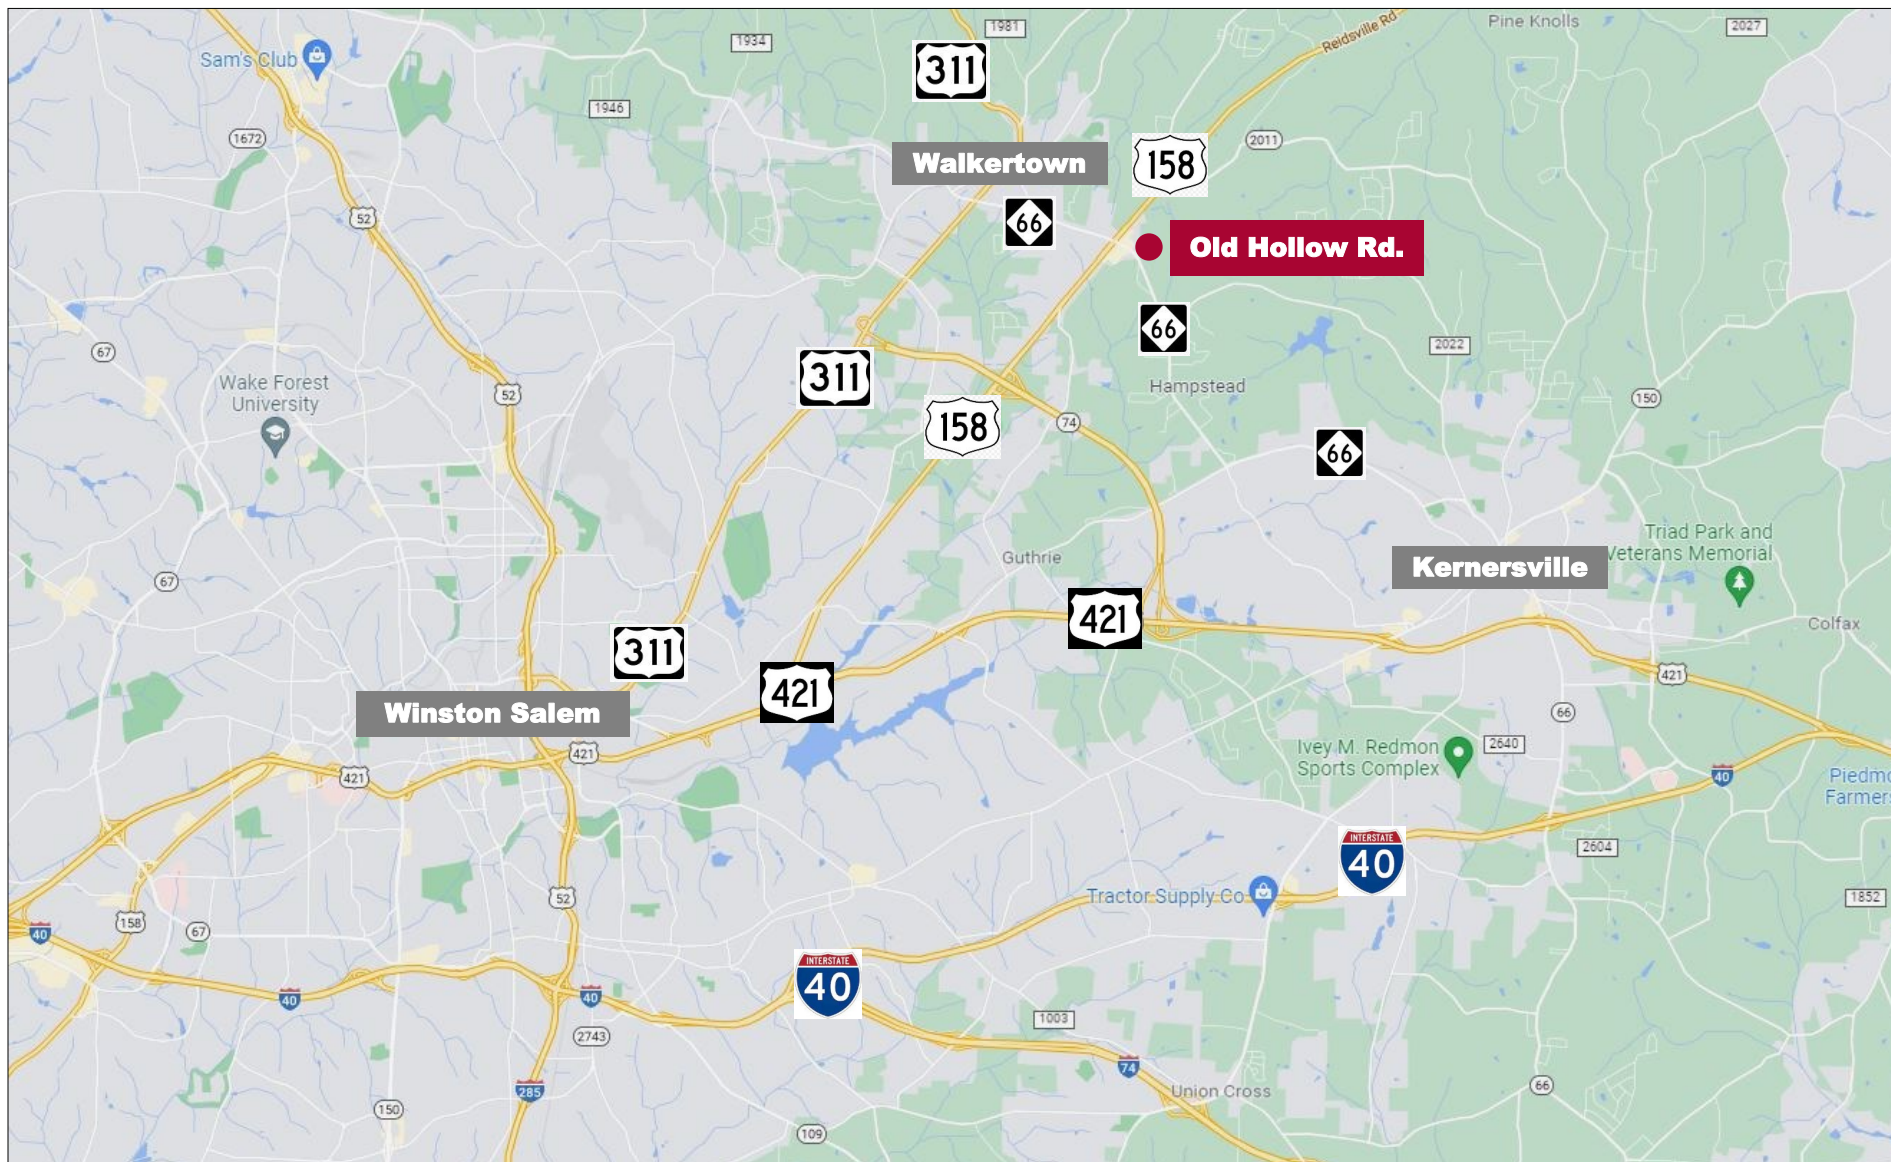 1981
Pine Knolls
2027
Reidsville Rd
1934
Sam's Club
311
1946
1672
2011
Walkertown
158
52
66
Old Hollow Rd.
66
2022
67
311
Wake Forest
University
52
Hampstead
150
158
74
66
Triad Park and
Veterans Memorial
Guthrie
Kernersville
67
421
Colfax
311
421
421
Winston Salem
66
421
2640
Ivey M. Redmon
Sports Complex
421
40
Piedmo
Farmers
INTERSTATE
40
2604
Tractor Supply Co
52
1852
158
67
40
INTERSTATE
40
40
40
1003
2743
74
285
Union Cross
66
150
109